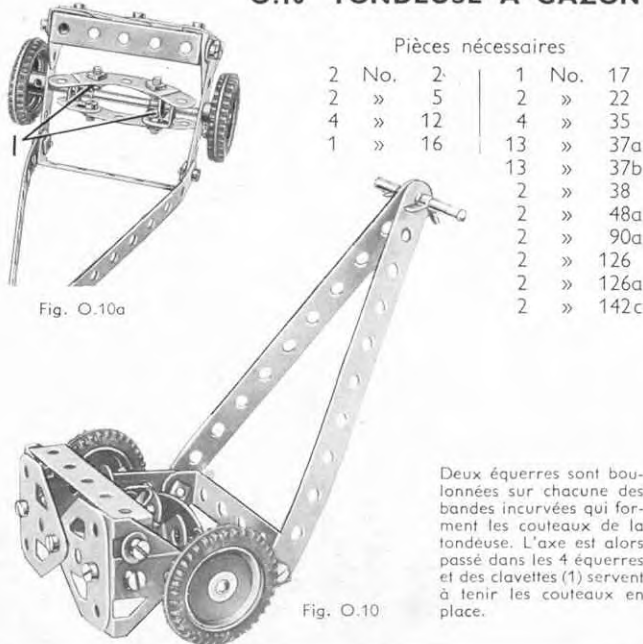 O.10 TONDEUSE A GAZON
Pièces nécessaires
2 No. 2
2 » 5
4 » 12
1 » 16
1 No. 17
2 » 22
4 » 35
13 » 37a
13 » 37b
2 » 38
2 » 48a
2 » 90a
2 » 126
2 » 126a
2 » 142c
1
Fig. O.10a
Deux équerres sont bou-
lonnées sur chacune des
bandes incurvées qui for-
ment les couteaux de la
tondeuse. L'axe est alors
passé dans les 4 équerres
et des clavettes (1) servent
à tenir les couteaux en
place.
Fig. O.10